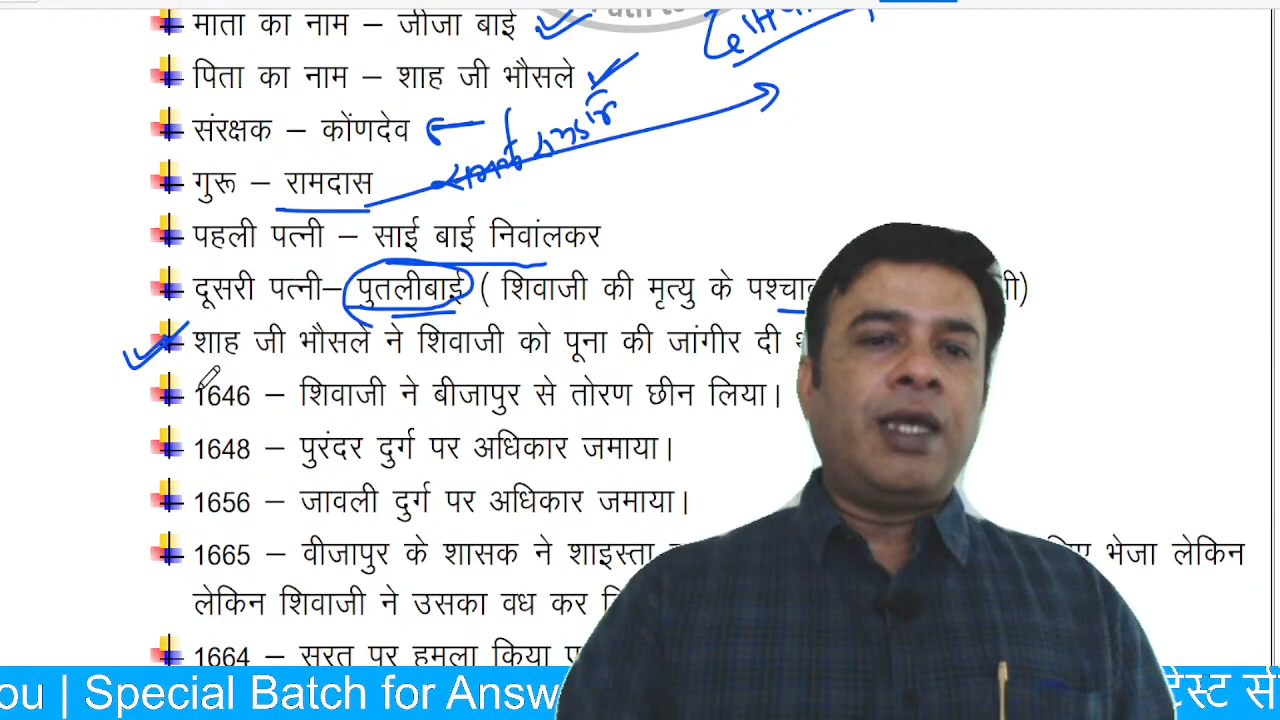 माता का नाम – जीजा बाई
पिता का नाम – शाह जी भौसले
संरक्षक – कोंणदेव
गुरू – रामदास
पहली पत्नी – साई बाई निवांलकर
दूसरी पत्नी– पुतलीबाई ( शिवाजी की मृत्यु के
शाह जी भौसले ने शिवाजी को पूना की जांगीर दी
1646 – शिवाजी ने बीजापुर से तोरण छीन लिया।
1648 – पुरंदर दुर्ग पर अधिकार जमाया।
1656 – जावली दुर्ग पर अधिकार जमाया।
1665 – वीजापुर के शासक ने शाइस्ता भेजा लेकिन
लेकिन शिवाजी ने उसका वध कर
1664 – सूरत पर हमला किया
ou | Special Batch for Answ